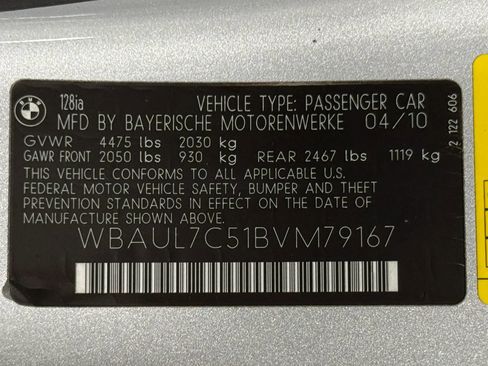 BMW
128ia
VEHICLE TYPE: PASSENGER CAR
MFD BY BAYERISCHE MOTORENWERKE 04/10
GVWR 4475 lbs 2030 kg
GAWR FRONT 2050 lbs 930 kg REAR 2467 lbs 1119 kg
THIS VEHICLE CONFORMS TO ALL APPLICABLE U.S.
FEDERAL MOTOR VEHICLE SAFETY, BUMPER AND THEFT
PREVENTION STANDARDS IN EFFECT ON THE DATE OF
MANUFACTURE SHOWN ABOVE.
WBAUL7C51BVM79167
2 122 606